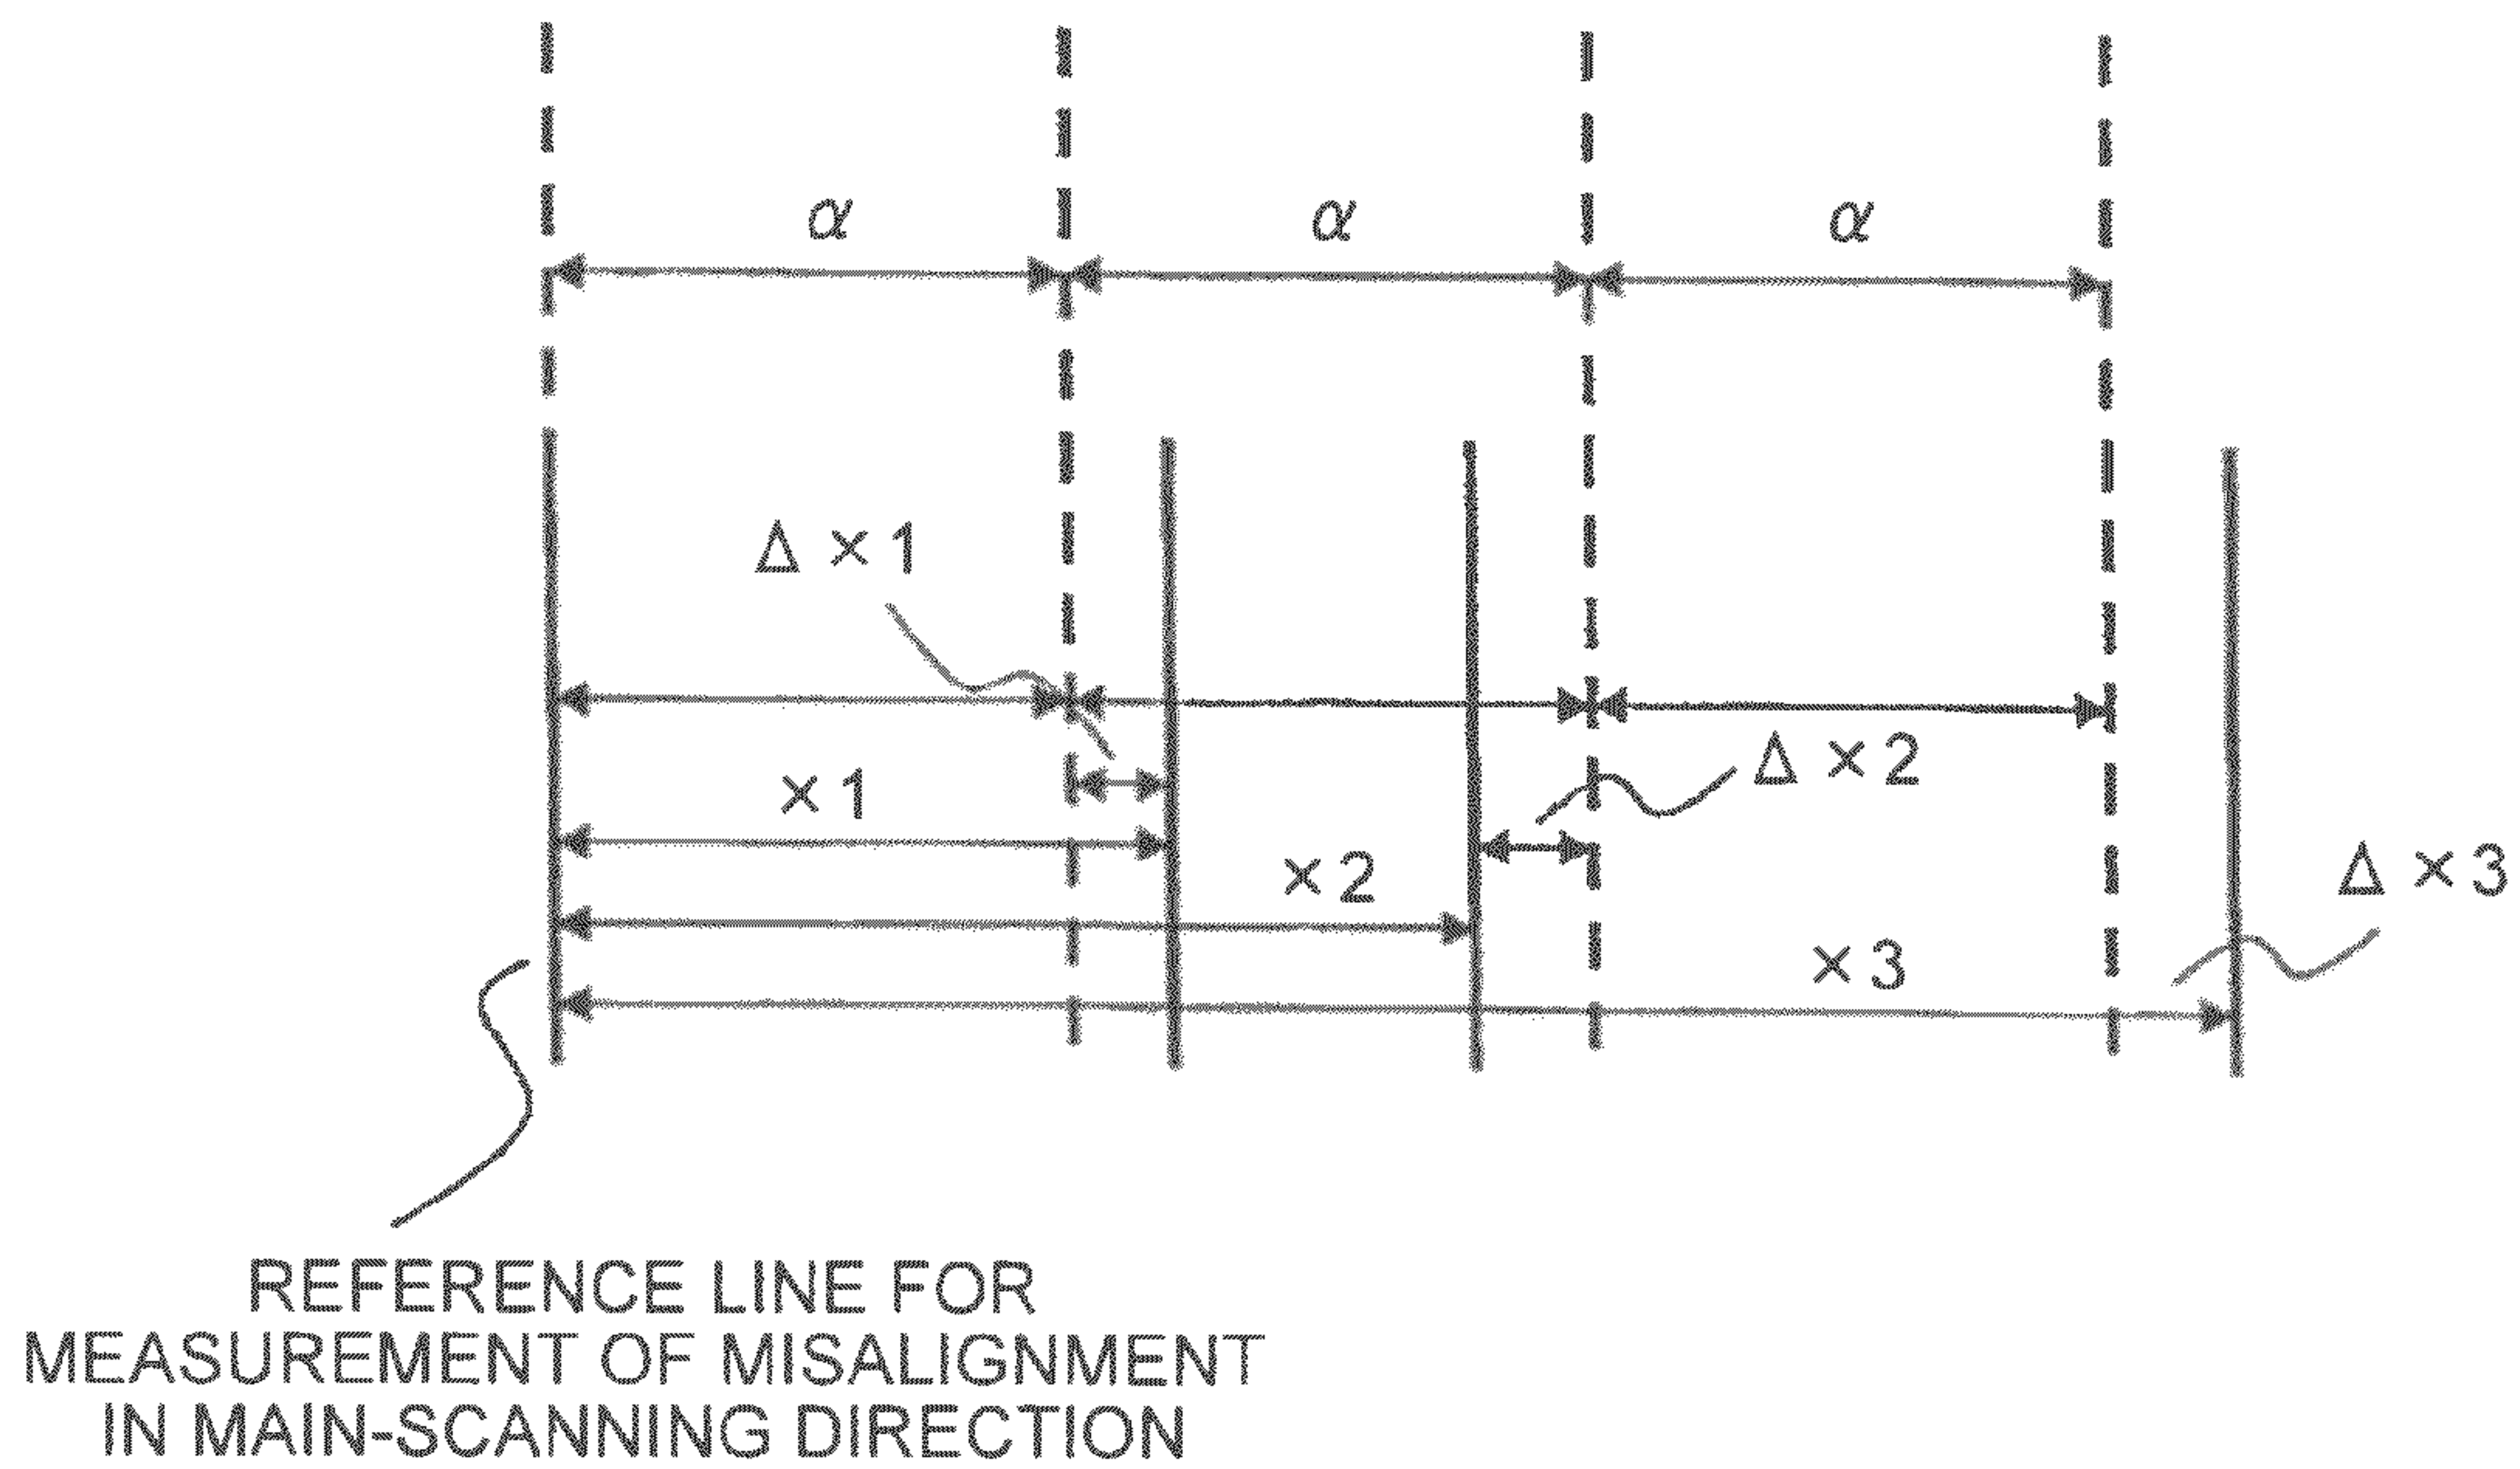 α α α
Δ×1
×1
Δ×2
×2
Δ×3
×3
REFERENCE LINE FOR
MEASUREMENT OF MISALIGNMENT
IN MAIN-SCANNING DIRECTION